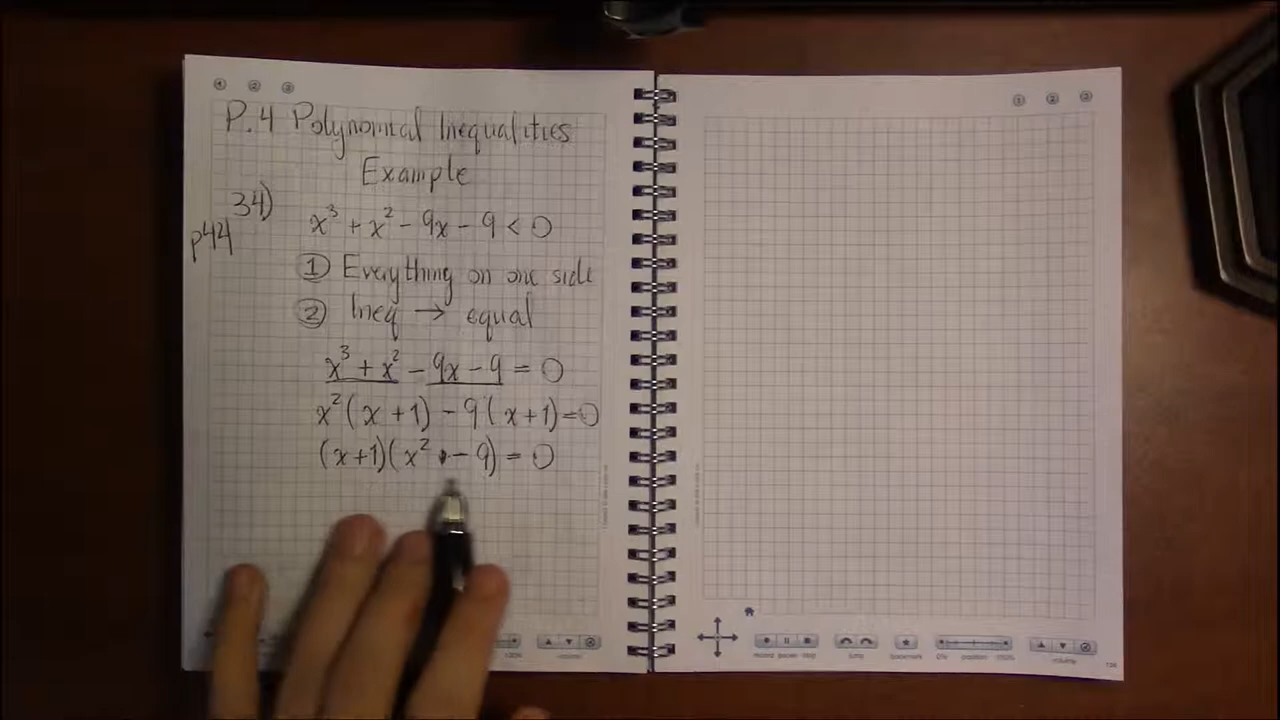 P.4 Polynomial Inequalities
Example
34)
p44
x³ + x² - 9x - 9 < 0
① Everything on one side
② Ineq → equal
x³ + x² - 9x - 9 = 0
x²(x + 1) - 9(x + 1) = 0
(x + 1)(x² - 9) = 0